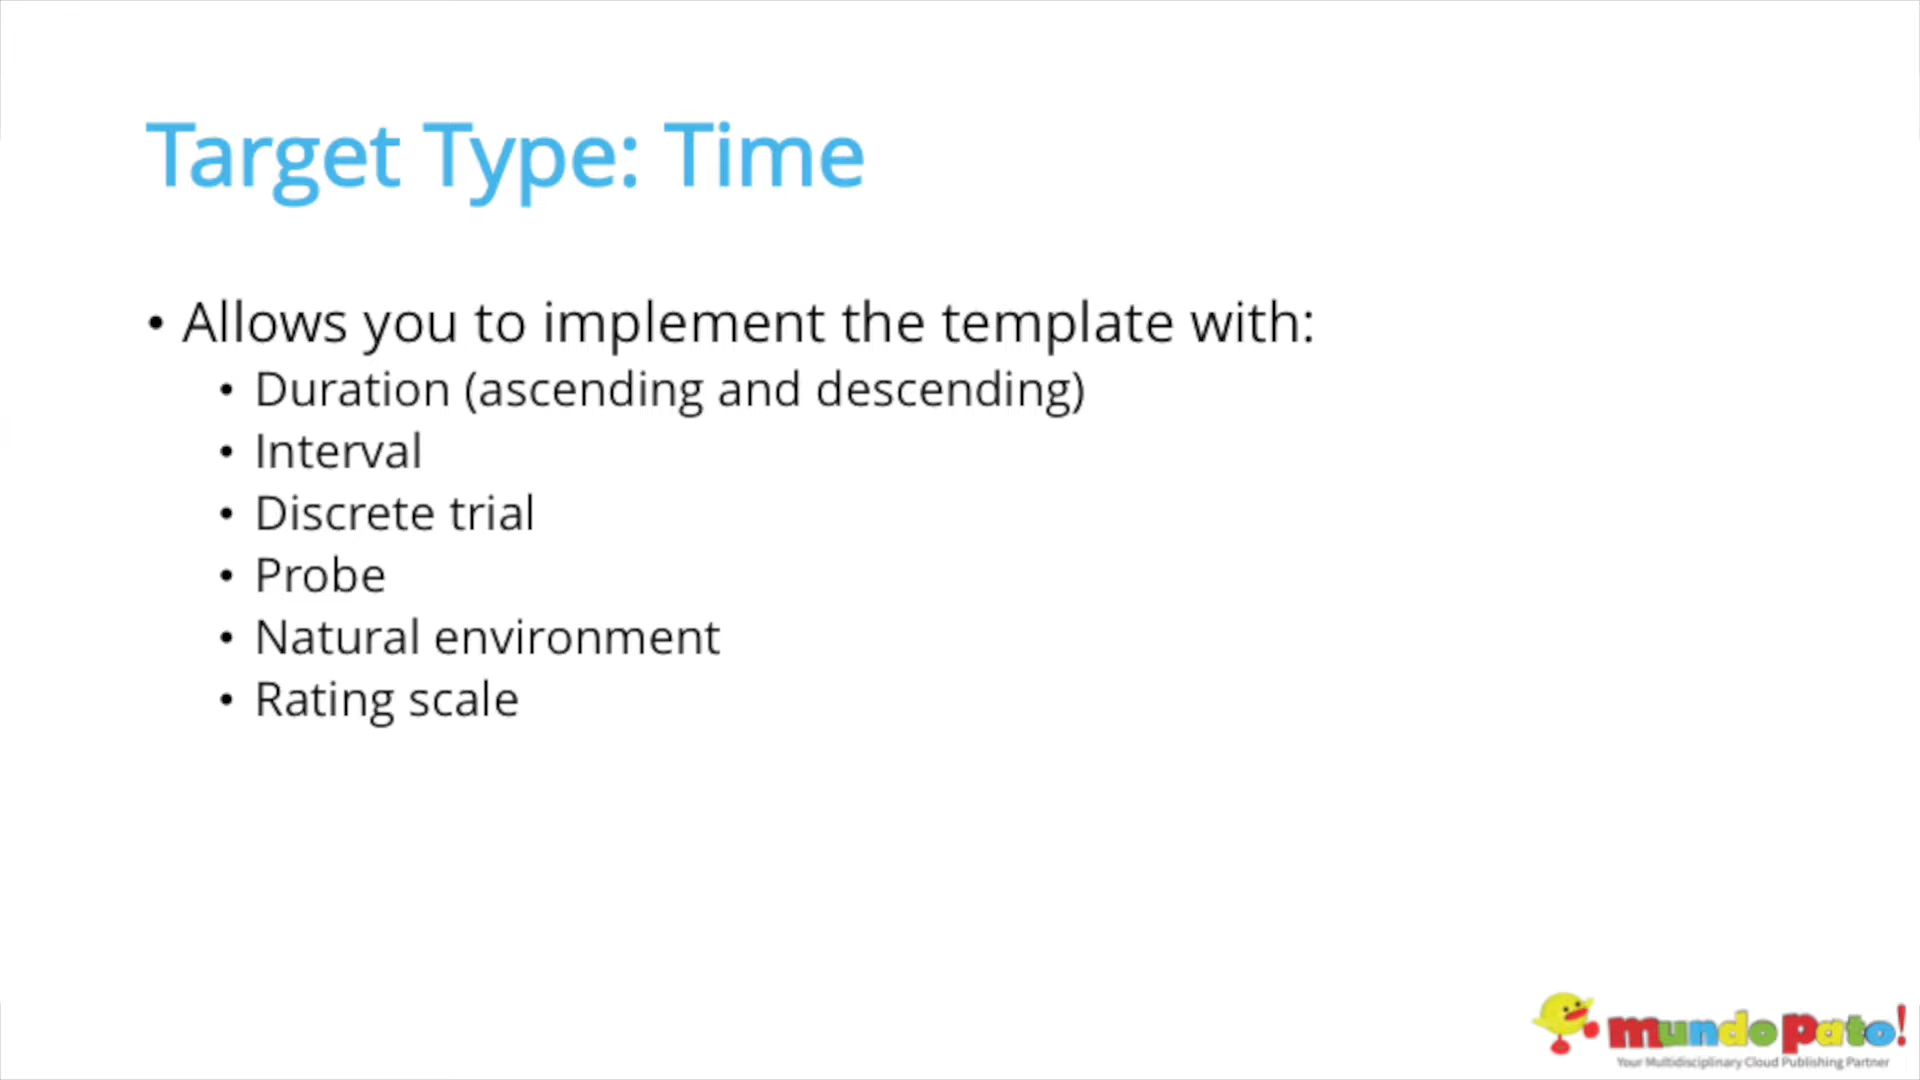 Target Type: Time
• Allows you to implement the template with:
• Duration (ascending and descending)
• Interval
• Discrete trial
• Probe
• Natural environment
• Rating scale
mundo pato!
Your Multidisciplinary Cloud Publishing Partner